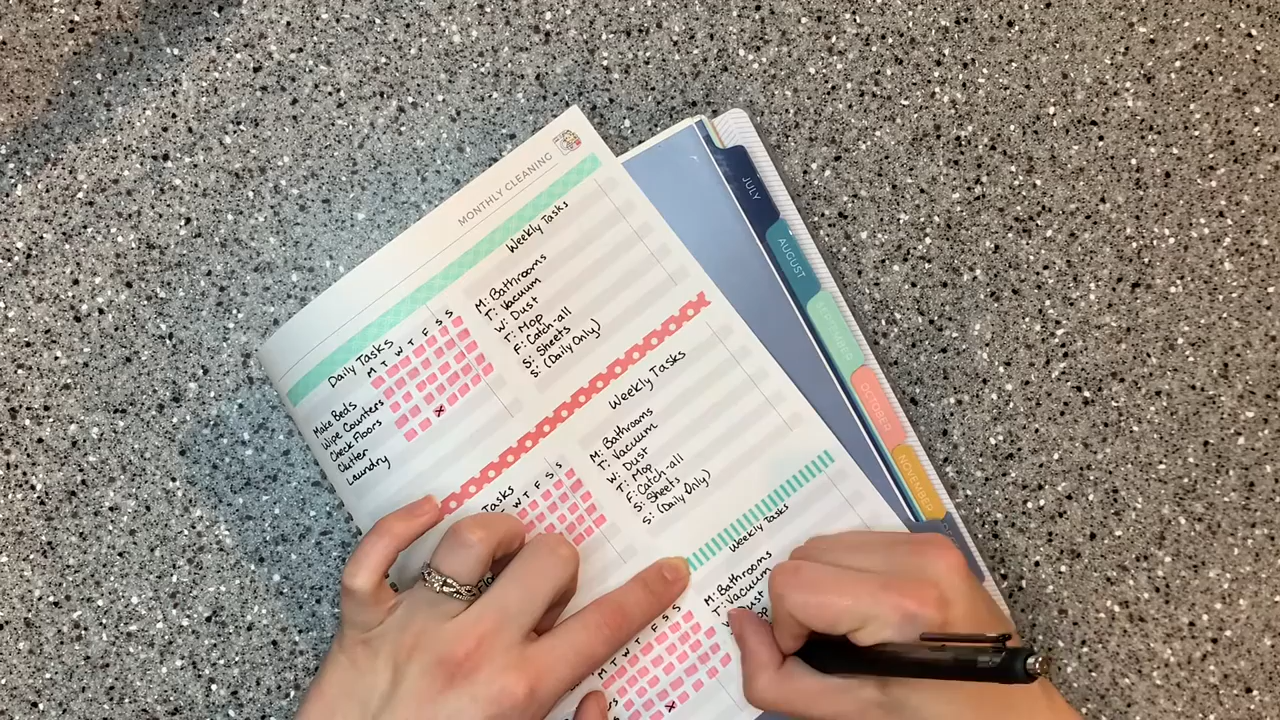 MONTHLY CLEANING
Daily Tasks
M T W T F S S
Make Beds
Wipe Counters
Check Floors
Clutter
Laundry
x
Weekly Tasks
M: Bathrooms
T: Vacuum
W: Dust
T: Mop
F: Catch-all
S: Sheets
S: (Daily Only)
Tasks
W T F S S
Flo
Weekly Tasks
M: Bathrooms
T: Vacuum
W: Dust
T: Mop
F: Catch-all
S: Sheets
S: (Daily Only)
M T W T F S S
x
Weekly Tasks
M: Bathrooms
T: Vacuum
JULY
AUGUST
SEPTEMBER
OCTOBER
NOVEMBER